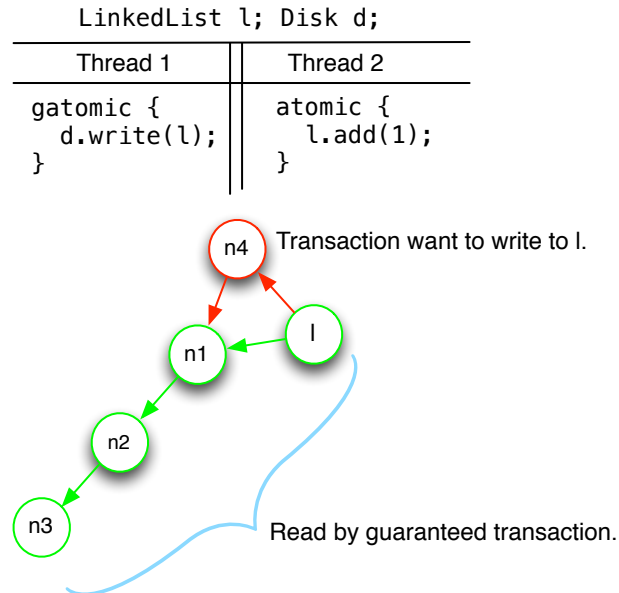 LinkedList l; Disk d;
Thread 1
Thread 2
gatomic {
d.write(l);
}
atomic {
l.add(1);
}
n4
Transaction want to write to l.
l
n1
n2
n3
Read by guaranteed transaction.